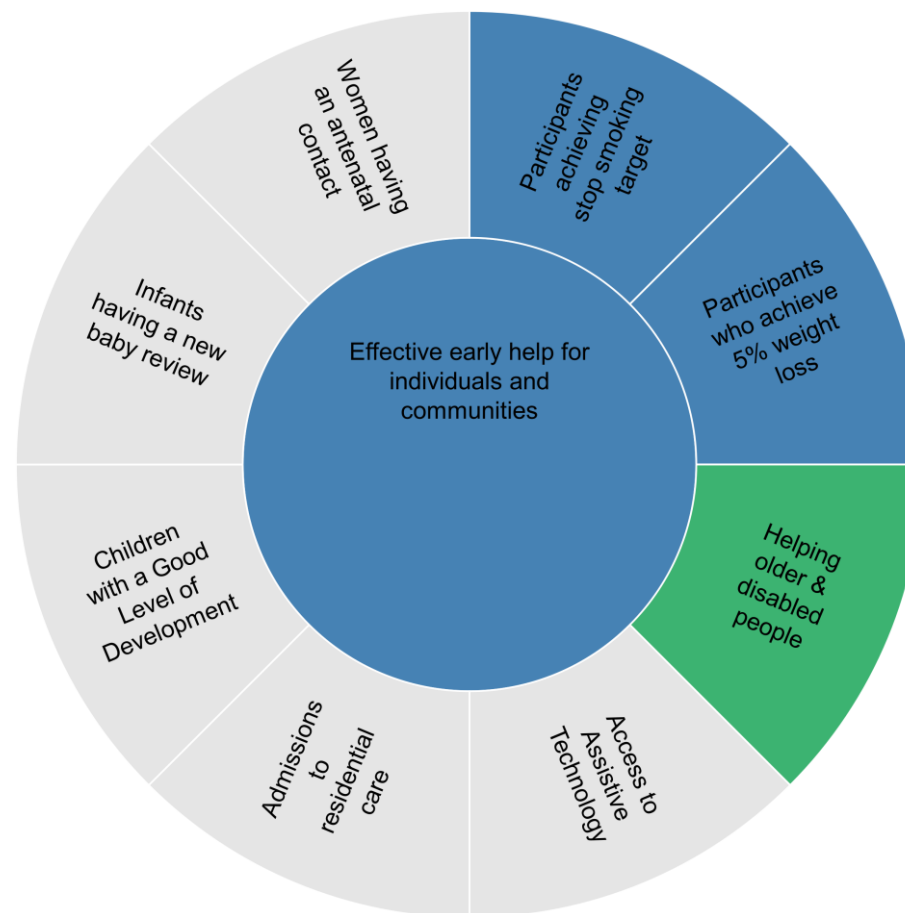 Women having
an antenatal
contact
Participants
achieving
stop smoking
target
Infants
having a new
baby review
Participants
who achieve
5% weight
loss
Effective early help for
individuals and
communities
Children
with a Good
Level of
Development
Helping
older &
disabled
people
Admissions
to
residential
care
Access to
Assistive
Technology